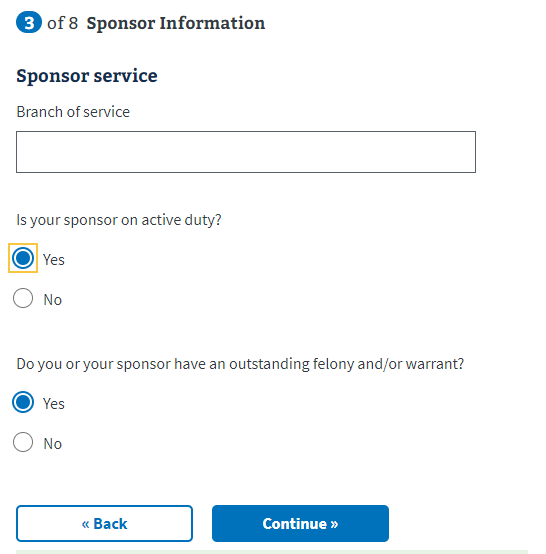 3 of 8 Sponsor Information
Sponsor service
Branch of service
Is your sponsor on active duty?
Yes
No
Do you or your sponsor have an outstanding felony and/or warrant?
Yes
No
« Back
Continue »